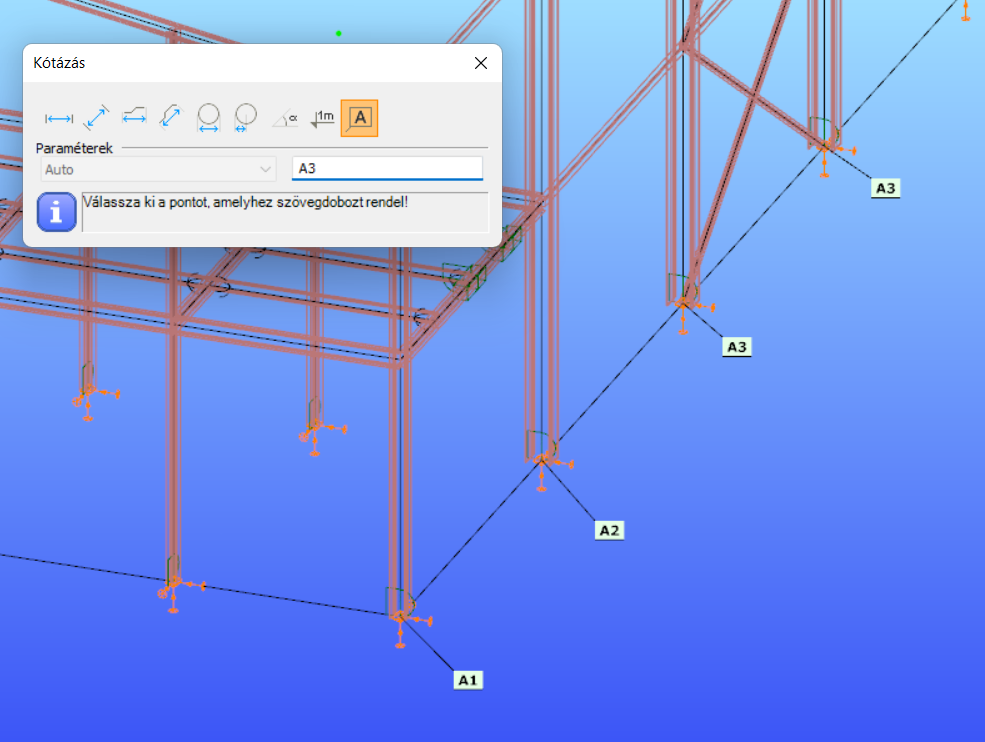 Kótázás
α
1m
A
Paraméterek
Auto
A3
Válassza ki a pontot, amelyhez szövegdobozt rendel!
A3
A3
A2
A1